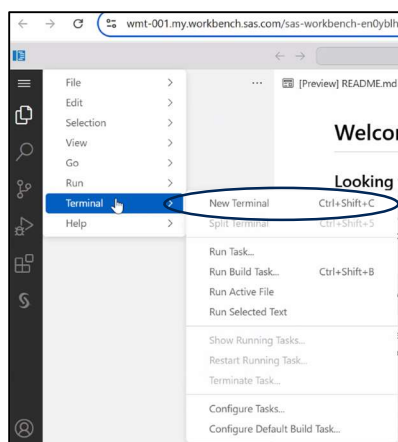 wmt-001.my.workbench.sas.com/sas-workbench-en0yblh
[Preview] README.md
File
Edit
Selection
View
Go
Run
Terminal
Help
Welco
Looking
New Terminal Ctrl+Shift+C
Split Terminal Ctrl+Shift+5
Run Task...
Run Build Task... Ctrl+Shift+B
Run Active File
Run Selected Text
Show Running Tasks...
Restart Running Task...
Terminate Task...
Configure Tasks...
Configure Default Build Task...